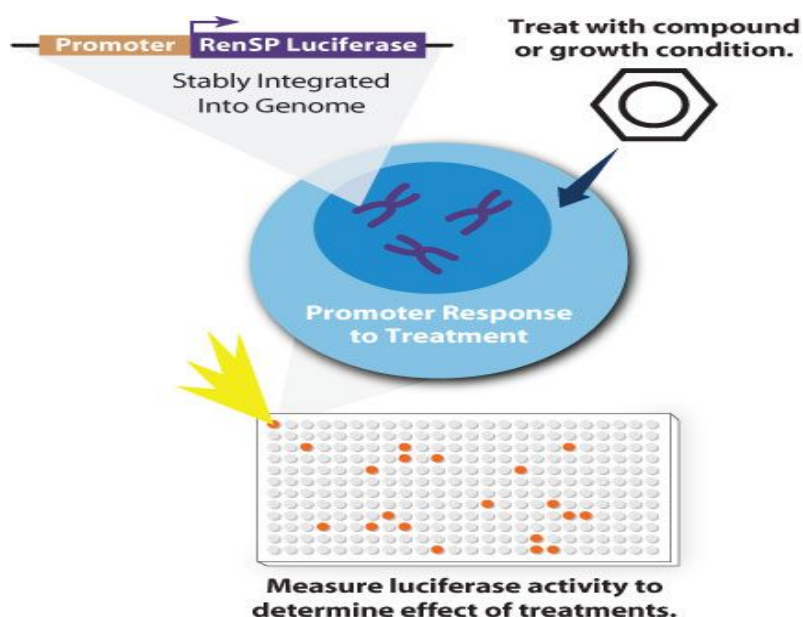 Promoter RenSP Luciferase
Stably Integrated
Into Genome
Treat with compound
or growth condition.
Promoter Response
to Treatment
Measure luciferase activity to
determine effect of treatments.